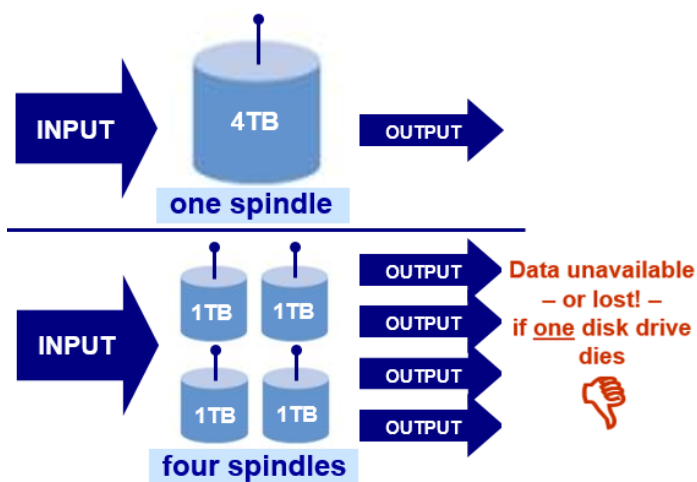 INPUT
4TB
OUTPUT
one spindle
INPUT
1TB
1TB
1TB
1TB
four spindles
OUTPUT
OUTPUT
OUTPUT
OUTPUT
Data unavailable
– or lost! –
if one disk drive
dies